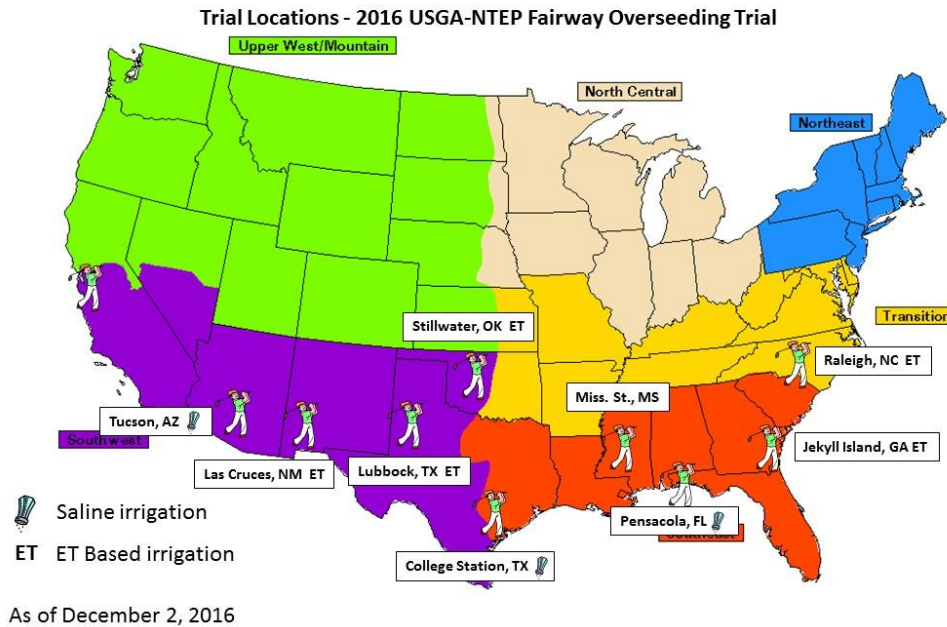 Trial Locations - 2016 USGA-NTEP Fairway Overseeding Trial
Upper West/Mountain
North Central
Northeast
Transition
Stillwater, OK ET
Raleigh, NC ET
Miss. St., MS
Tucson, AZ
Southwest
Jekyll Island, GA ET
Las Cruces, NM ET
Lubbock, TX ET
Saline irrigation
Pensacola, FL
Southeast
ET ET Based irrigation
College Station, TX
As of December 2, 2016